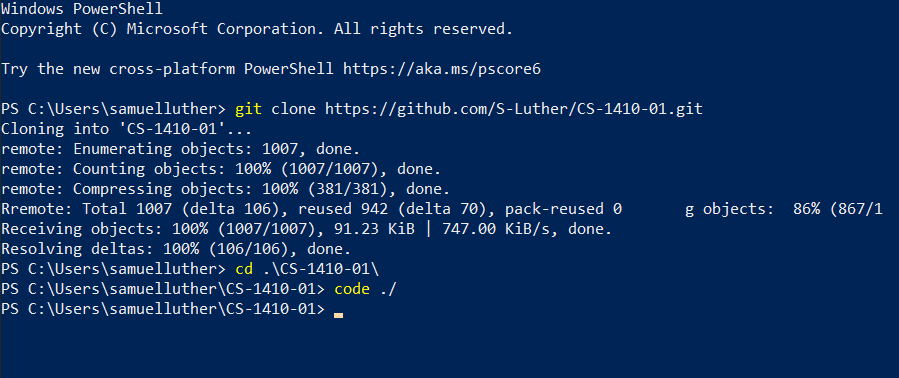 Windows PowerShell
Copyright (C) Microsoft Corporation. All rights reserved.
Try the new cross-platform PowerShell https://aka.ms/pscore6
PS C:\Users\samuelluther> git clone https://github.com/S-Luther/CS-1410-01.git
Cloning into 'CS-1410-01'...
remote: Enumerating objects: 1007, done.
remote: Counting objects: 100% (1007/1007), done.
remote: Compressing objects: 100% (381/381), done.
Rremote: Total 1007 (delta 106), reused 942 (delta 70), pack-reused 0      g objects:  86% (867/1
Receiving objects: 100% (1007/1007), 91.23 KiB | 747.00 KiB/s, done.
Resolving deltas: 100% (106/106), done.
PS C:\Users\samuelluther> cd .\CS-1410-01\
PS C:\Users\samuelluther\CS-1410-01> code ./
PS C:\Users\samuelluther\CS-1410-01>